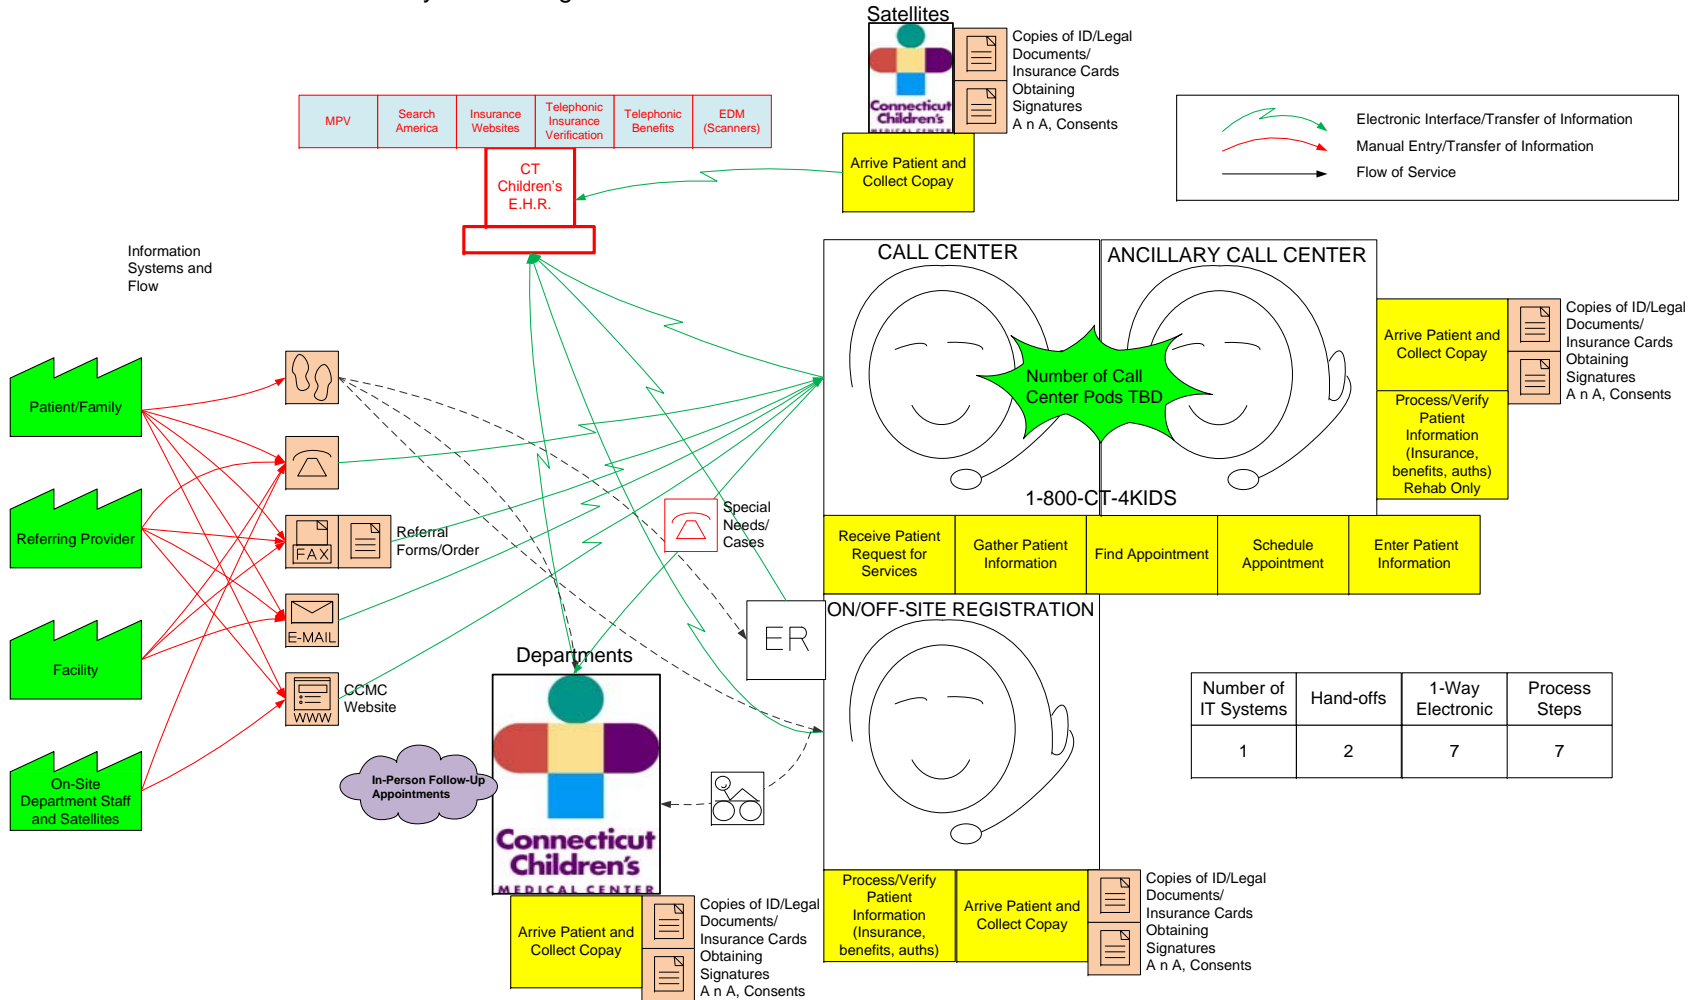 Satellites
Copies of ID/Legal
Documents/
Insurance Cards
Obtaining
Signatures
A n A, Consents
Connecticut
Children's
MEDICAL CENTER
Arrive Patient and
Collect Copay
Electronic Interface/Transfer of Information
Manual Entry/Transfer of Information
Flow of Service
MPV
Search
America
Insurance
Websites
Telephonic
Insurance
Verification
Telephonic
Benefits
EDM
(Scanners)
CT
Children's
E.H.R.
Information
Systems and
Flow
CALL CENTER
ANCILLARY CALL CENTER
Number of Call
Center Pods TBD
1-800-CT-4KIDS
Arrive Patient and
Collect Copay
Copies of ID/Legal
Documents/
Insurance Cards
Obtaining
Signatures
A n A, Consents
Process/Verify
Patient
Information
(Insurance,
benefits, auths)
Rehab Only
Receive Patient
Request for
Services
Gather Patient
Information
Find Appointment
Schedule
Appointment
Enter Patient
Information
Patient/Family
Referring Provider
Facility
On-Site
Department Staff
and Satellites
FAX
Referral
Forms/Order
E-MAIL
WWW
CCMC
Website
Special
Needs/
Cases
ER
ON/OFF-SITE REGISTRATION
Departments
In-Person Follow-Up
Appointments
Connecticut
Children's
MEDICAL CENTER
Arrive Patient and
Collect Copay
Copies of ID/Legal
Documents/
Insurance Cards
Obtaining
Signatures
A n A, Consents
Process/Verify
Patient
Information
(Insurance,
benefits, auths)
Arrive Patient and
Collect Copay
Copies of ID/Legal
Documents/
Insurance Cards
Obtaining
Signatures
A n A, Consents
Number of
IT Systems
Hand-offs
1-Way
Electronic
Process
Steps
1
2
7
7